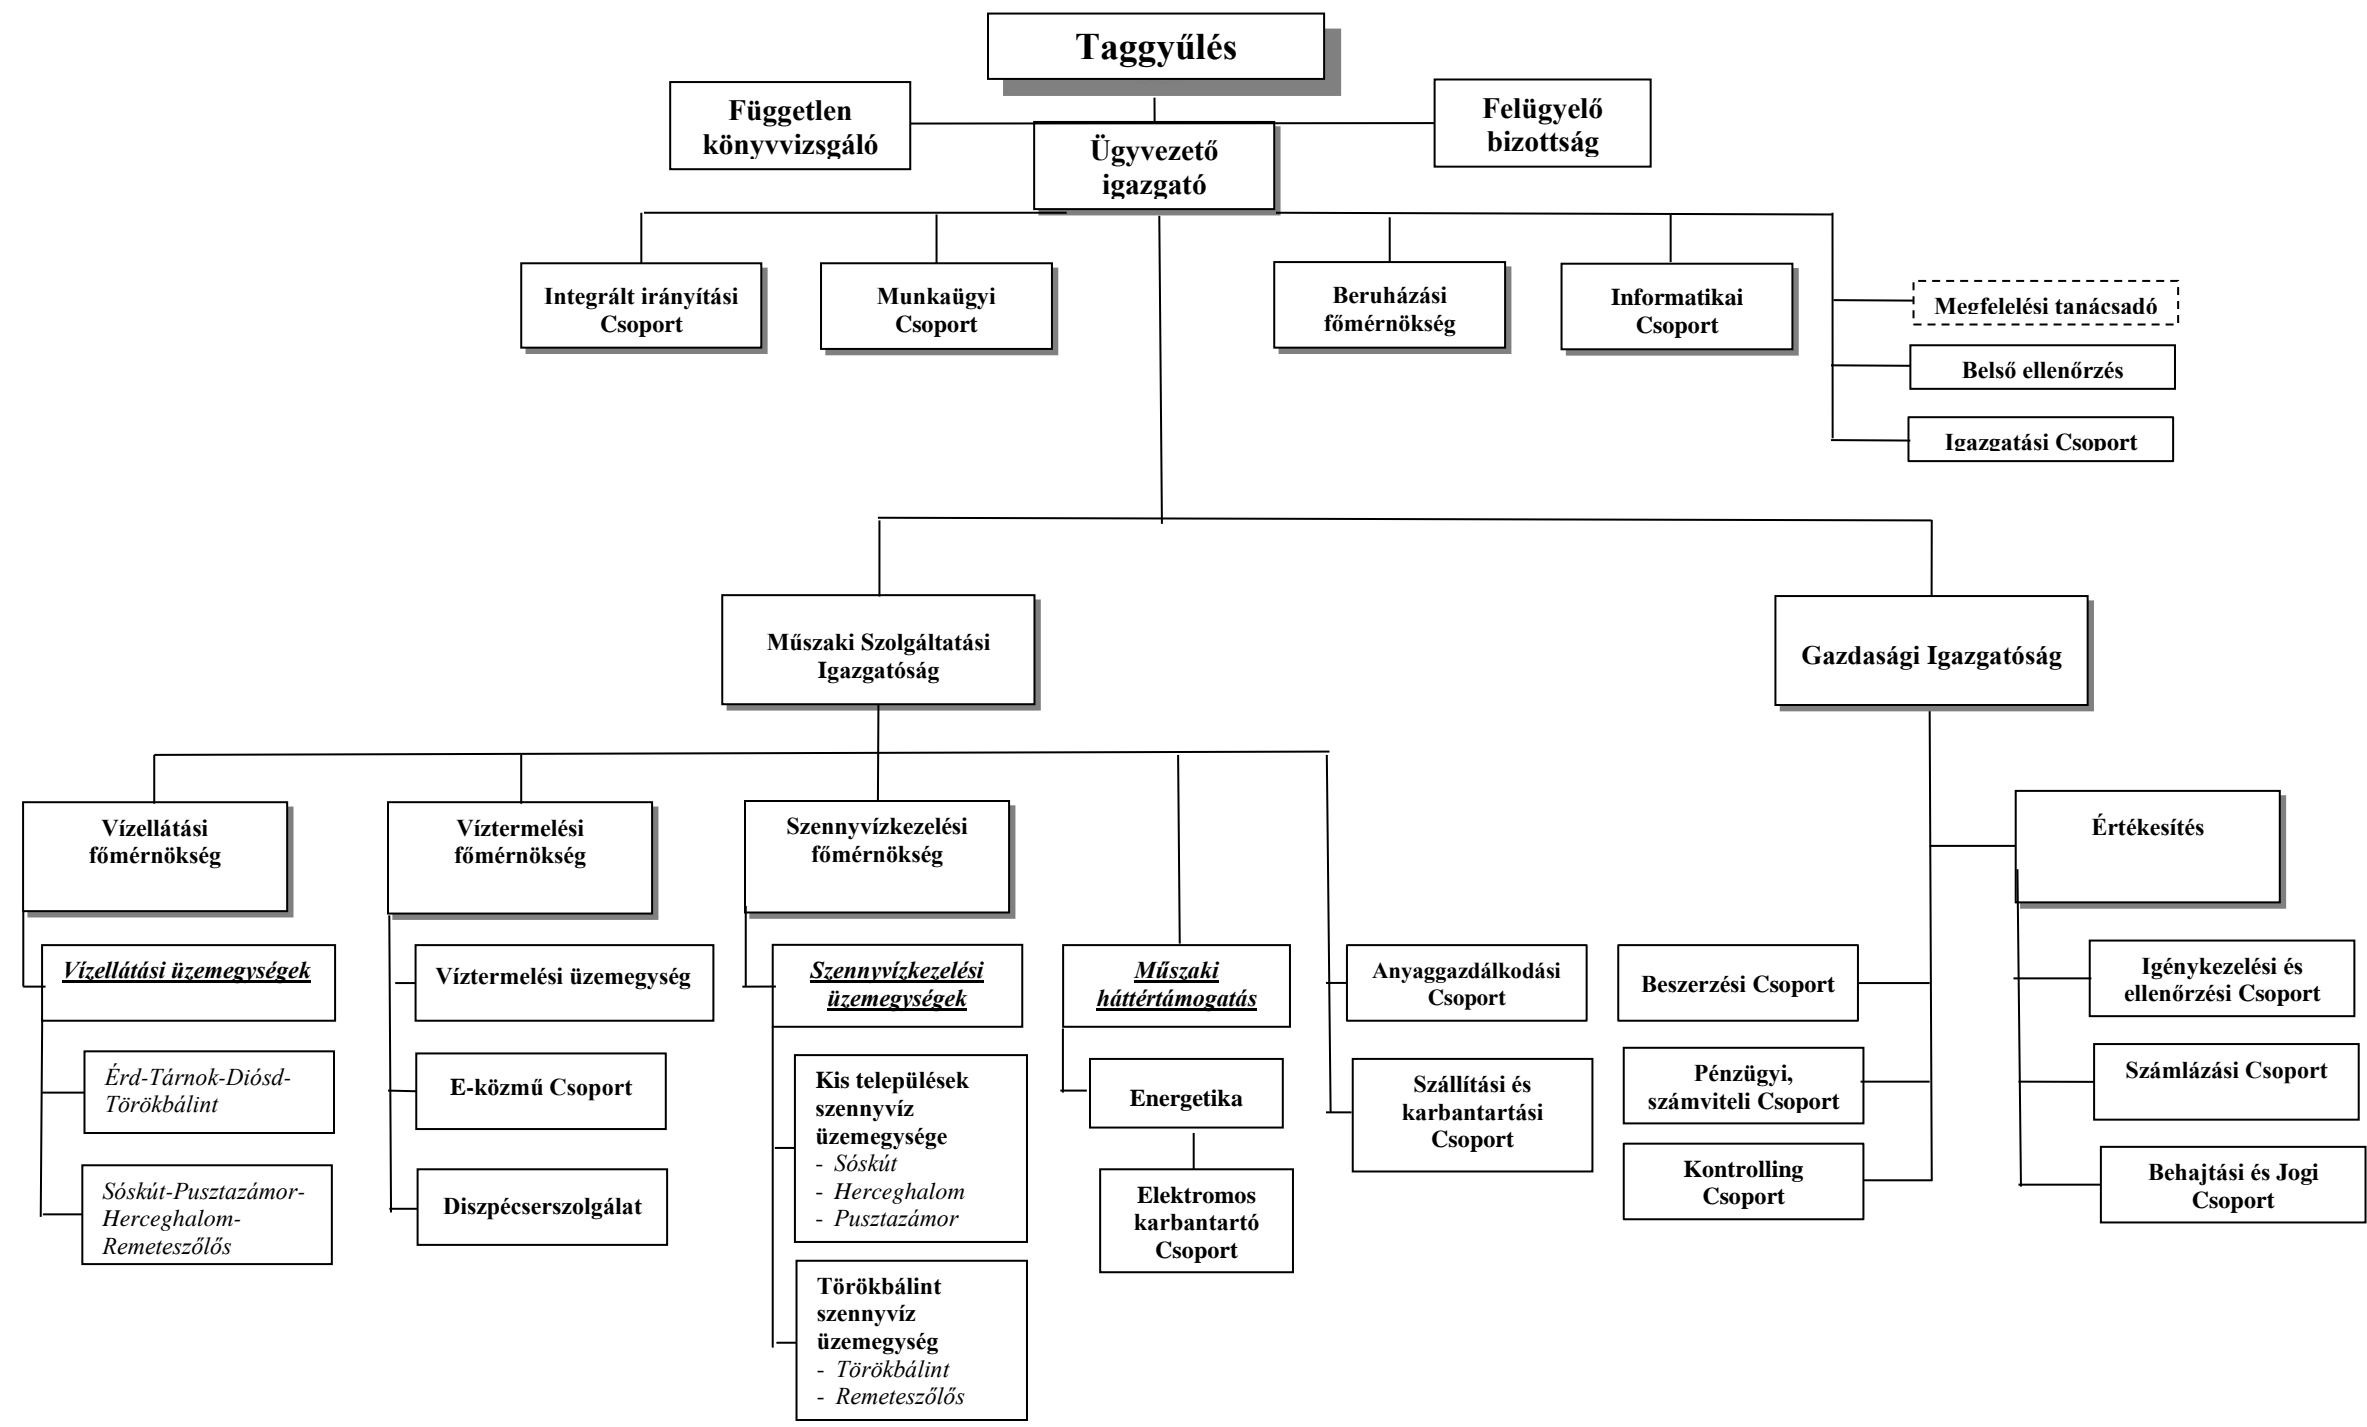 Taggyűlés
Független
könyvvizsgáló
Felügyelő
bizottság
Ügyvezető
igazgató
Integrált irányítási
Csoport
Munkaügyi
Csoport
Beruházási
főmérnökség
Informatikai
Csoport
Megfelelési tanácsadó
Belső ellenőrzés
Igazgatási Csoport
Műszaki Szolgáltatási
Igazgatóság
Gazdasági Igazgatóság
Vízellátási
főmérnökség
Víztermelési
főmérnökség
Szennyvízkezelési
főmérnökség
Értékesítés
Vízellátási üzemegységek
Érd-Tárnok-Diósd-
Törökbálint
Sóskút-Pusztazámor-
Herceghalom-
Remeteszőlős
Víztermelési üzemegység
E-közmű Csoport
Diszpécserszolgálat
Szennyvízkezelési
üzemegységek
Kis települések
szennyvíz
üzemegysége
- Sóskút
- Herceghalom
- Pusztazámor
Törökbálint
szennyvíz
üzemegység
- Törökbálint
- Remeteszőlős
Műszaki
háttértámogatás
Energetika
Elektromos
karbantartó
Csoport
Anyaggazdálkodási
Csoport
Szállítási és
karbantartási
Csoport
Beszerzési Csoport
Pénzügyi,
számviteli Csoport
Kontrolling
Csoport
Igénykezelési és
ellenőrzési Csoport
Számlázási Csoport
Behajtási és Jogi
Csoport